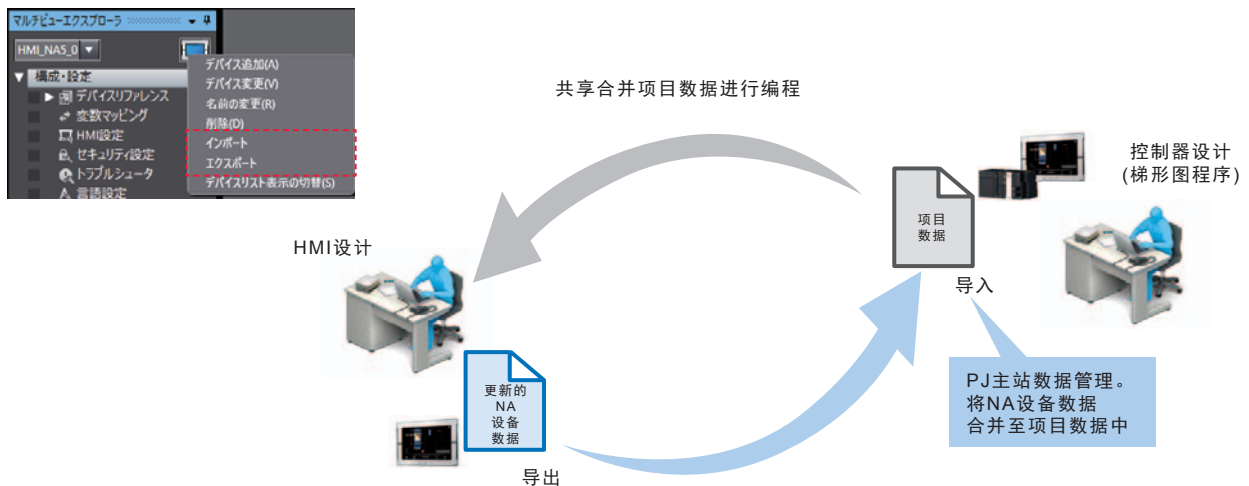 マルチビューエクスプローラ
HMI_NA5_0
構成・設定
デバイスリファレンス
変数マッピング
HMI設定
セキュリティ設定
トラブルシュータ
言語設定
デバイス追加(A)
デバイス変更(V)
名前の変更(R)
削除(D)
インポート
エクスポート
デバイスリスト表示の切替(S)
共享合并项目数据进行编程
控制器设计
(梯形图程序)
项目
数据
导入
HMI设计
更新的
NA
设备
数据
导出
PJ主站数据管理。
将NA设备数据
合并至项目数据中